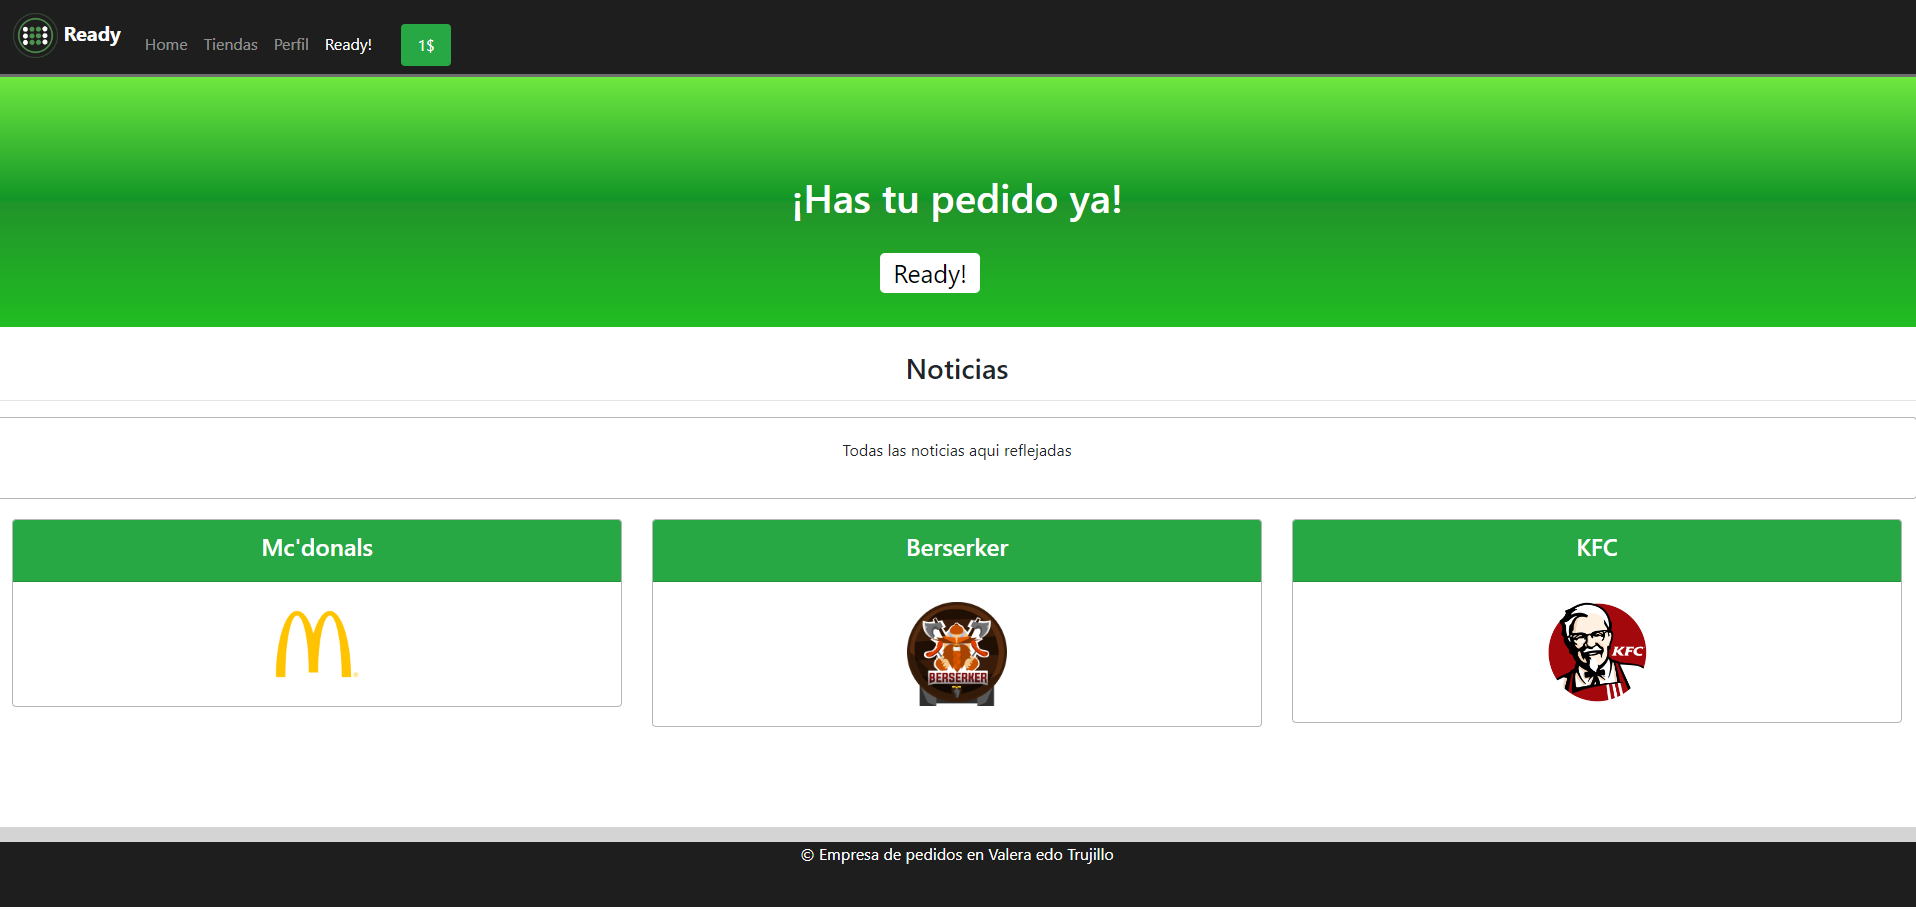 Ready Home Tiendas Perfil Ready! 1$
¡Has tu pedido ya!
Ready!
Noticias
Todas las noticias aqui reflejadas
Mc'donals
Berserker
KFC
BERSERKER
KFC
© Empresa de pedidos en Valera edo Trujillo